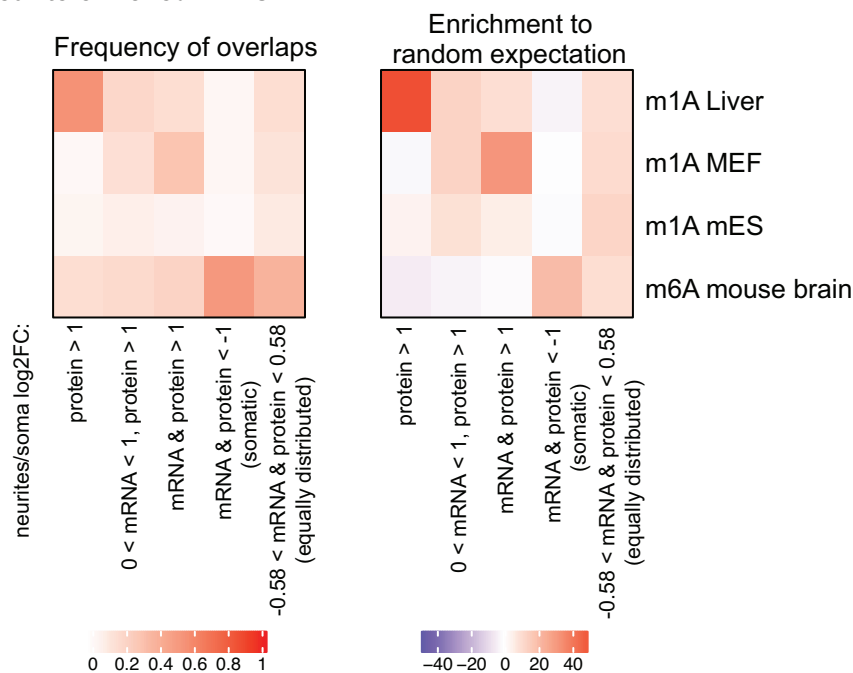 Frequency of overlaps
Enrichment to
random expectation
m1A Liver
m1A MEF
m1A mES
m6A mouse brain
neurites/soma log2FC:
protein > 1
0 < mRNA < 1, protein > 1
mRNA & protein > 1
mRNA & protein < -1
(somatic)
-0.58 < mRNA & protein < 0.58
(equally distributed)
protein > 1
0 < mRNA < 1, protein > 1
mRNA & protein > 1
mRNA & protein < -1
(somatic)
-0.58 < mRNA & protein < 0.58
(equally distributed)
0 0.2 0.4 0.6 0.8 1
−40 −20 0 20 40